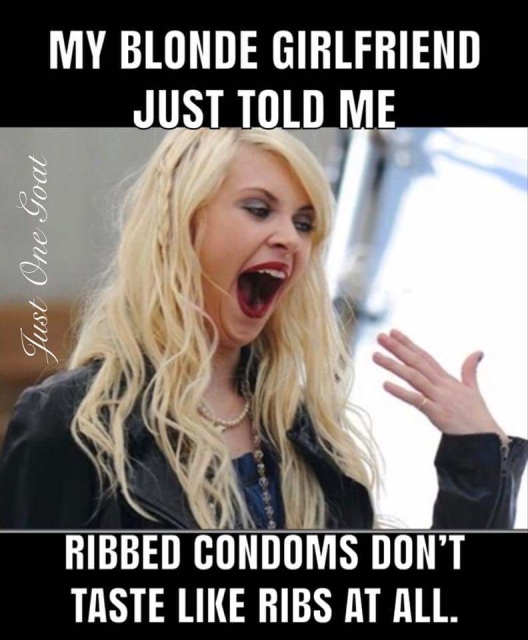 MY BLONDE GIRLFRIEND
JUST TOLD ME
Just One Goat
RIBBED CONDOMS DON'T
TASTE LIKE RIBS AT ALL.